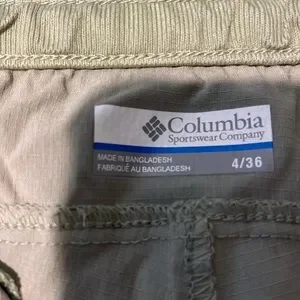 Columbia
Sportswear Company
MADE IN BANGLADESH
FABRIQUÉ AU BANGLADESH
4/36